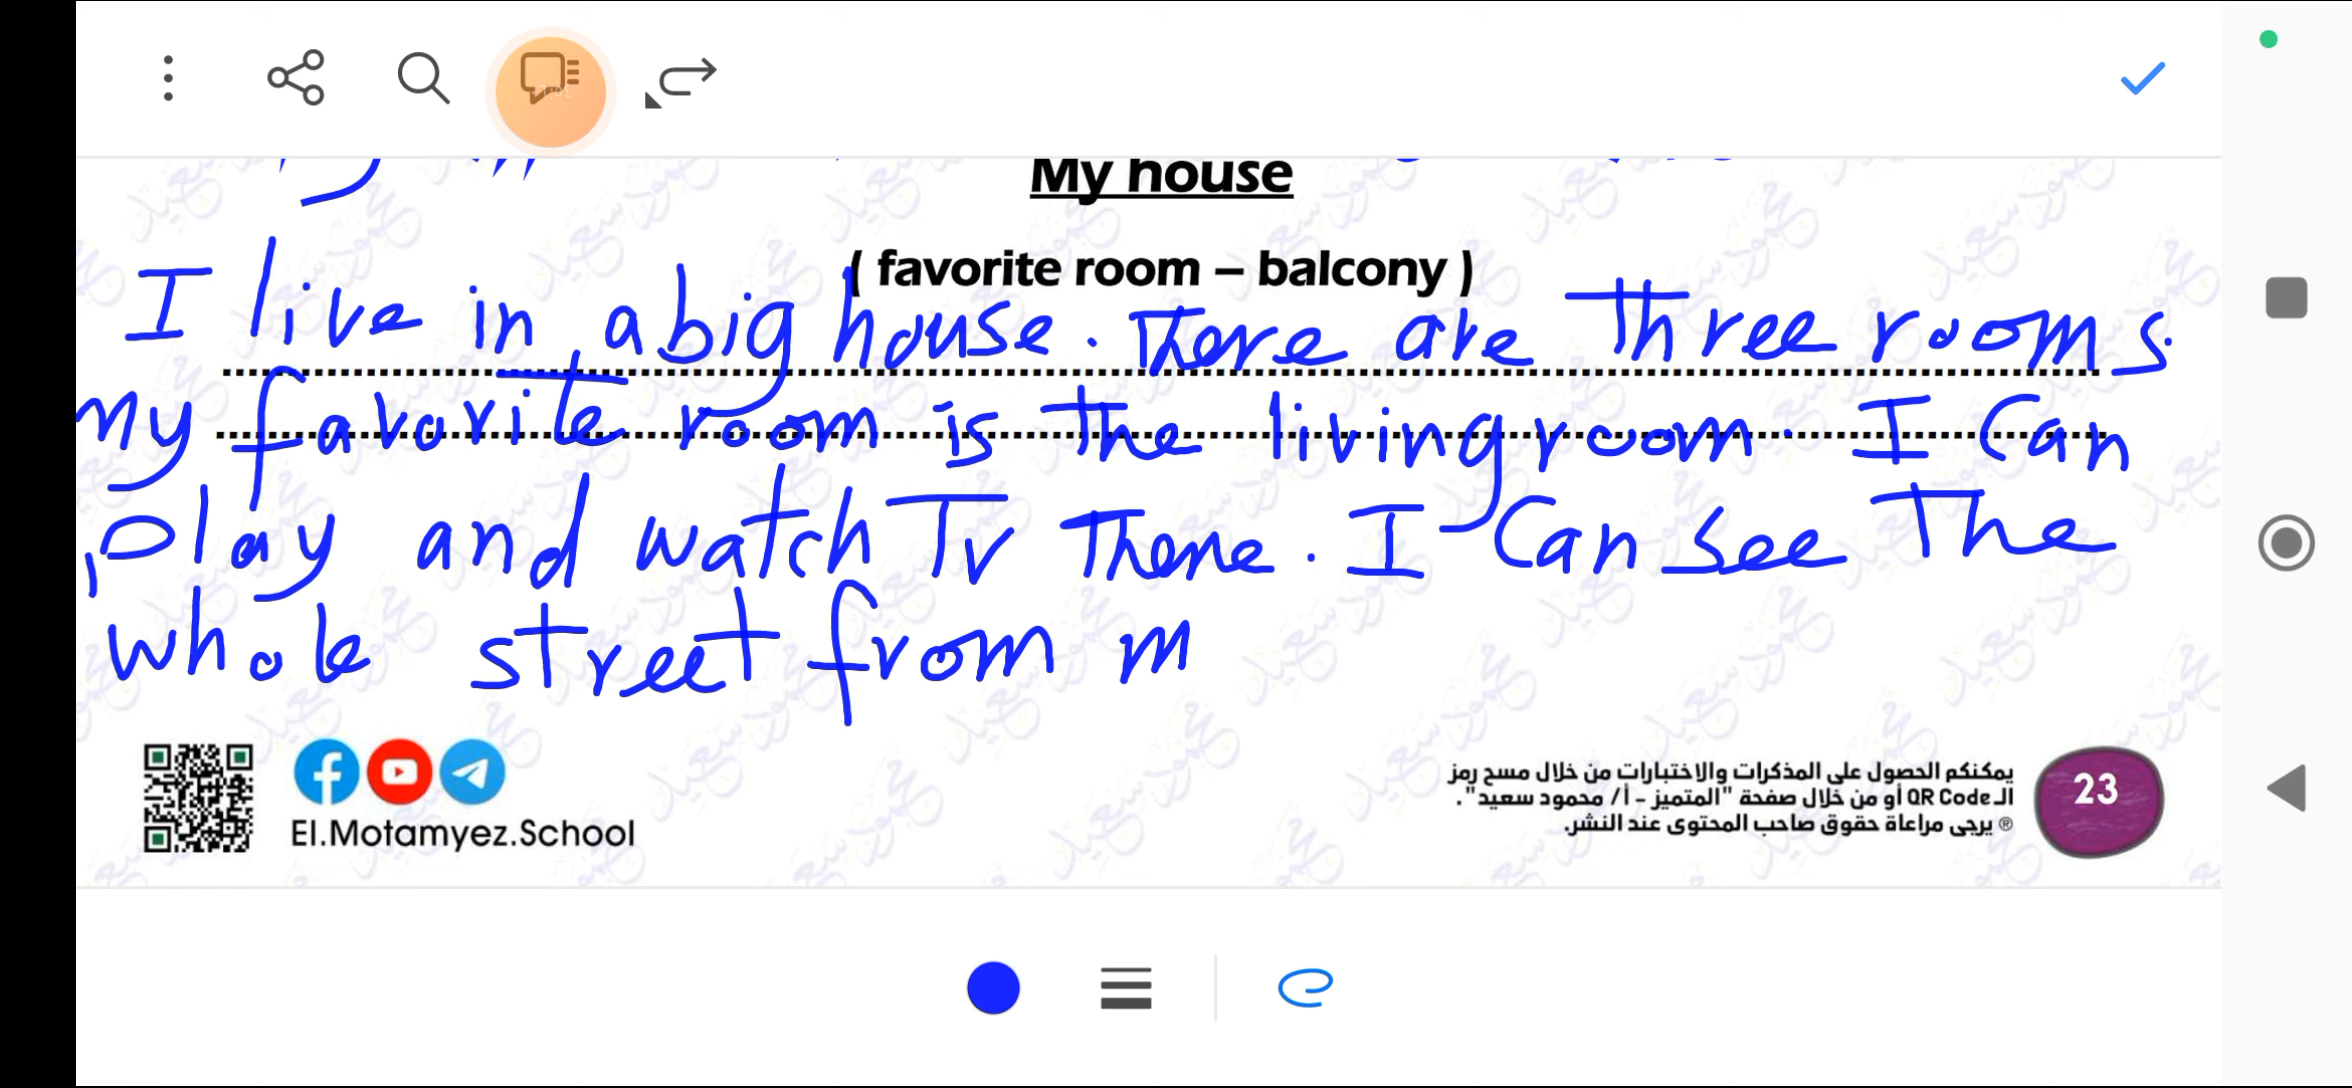 My house
( favorite room – balcony )
I live in a big house. There are three rooms.
My favorite room is the living room. I can
play and watch TV there. I can see the
whole street from m
El.Motamyez.School
يمكنكم الحصول على المذكرات والاختبارات من خلال مسح رمز
الـ QR Code أو من خلال صفحة "المتميز - أ/ محمود سعيد".
® يرجى مراعاة حقوق صاحب المحتوى عند النشر.
23